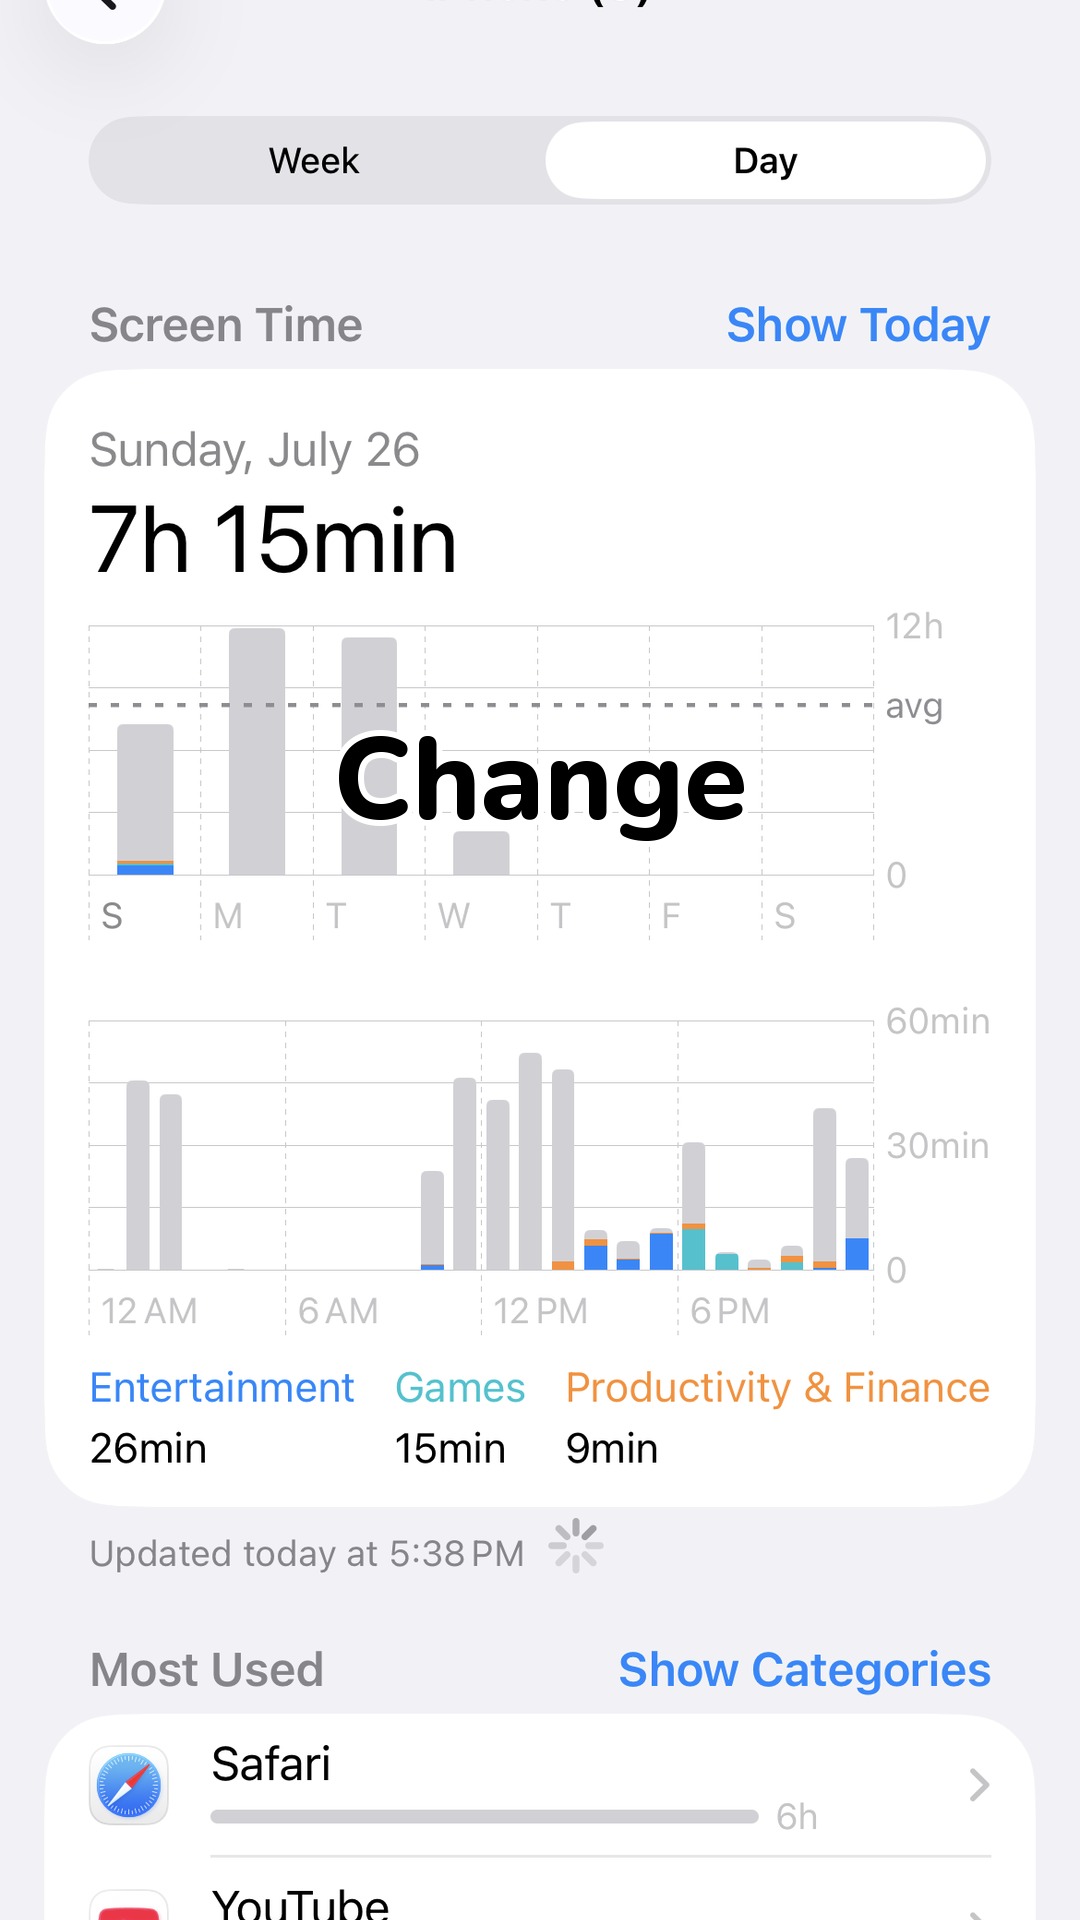 Week
Day
Screen Time
Show Today
Sunday, July 26
7h 15min
12h
avg
Change
0
S M T W T F S
60min
30min
0
12 AM 6 AM 12 PM 6 PM
Entertainment Games Productivity & Finance
26min 15min 9min
Updated today at 5:38 PM
Most Used
Show Categories
Safari
6h
YouTube